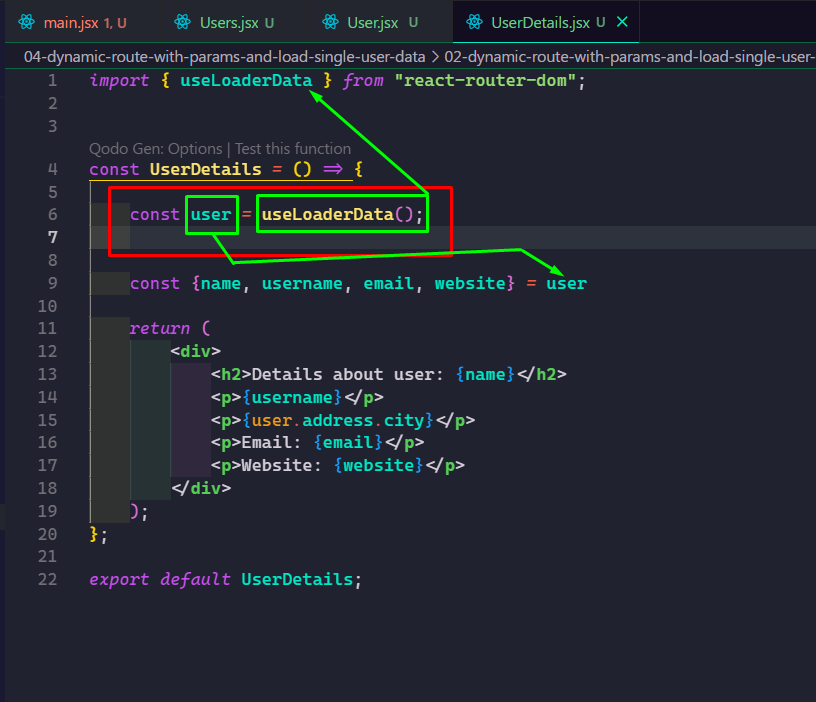 main.jsx 1, U Users.jsx U User.jsx U UserDetails.jsx U ✕
04-dynamic-route-with-params-and-load-single-user-data > 02-dynamic-route-with-params-and-load-single-user-
1 import { useLoaderData } from "react-router-dom";
2
3
Qodo Gen: Options | Test this function
4 const UserDetails = () => {
5
6 const user = useLoaderData();
7
8
9 const {name, username, email, website} = user
10
11 return (
12 <div>
13 <h2>Details about user: {name}</h2>
14 <p>{username}</p>
15 <p>{user.address.city}</p>
16 <p>Email: {email}</p>
17 <p>Website: {website}</p>
18 </div>
19 );
20 };
21
22 export default UserDetails;